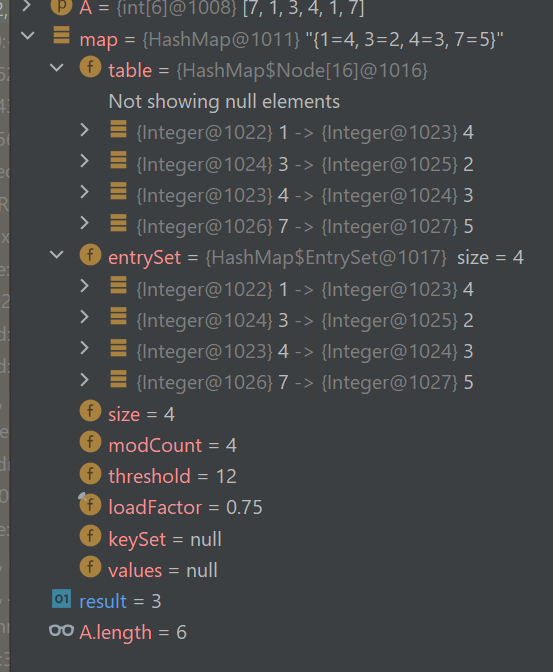 A = {int[6]@1008} [7, 1, 3, 4, 1, 7]
map = {HashMap@1011} "{1=4, 3=2, 4=3, 7=5}"
table = {HashMap$Node[16]@1016}
Not showing null elements
{Integer@1022} 1 -> {Integer@1023} 4
{Integer@1024} 3 -> {Integer@1025} 2
{Integer@1023} 4 -> {Integer@1024} 3
{Integer@1026} 7 -> {Integer@1027} 5
entrySet = {HashMap$EntrySet@1017} size = 4
{Integer@1022} 1 -> {Integer@1023} 4
{Integer@1024} 3 -> {Integer@1025} 2
{Integer@1023} 4 -> {Integer@1024} 3
{Integer@1026} 7 -> {Integer@1027} 5
size = 4
modCount = 4
threshold = 12
loadFactor = 0.75
keySet = null
values = null
result = 3
A.length = 6